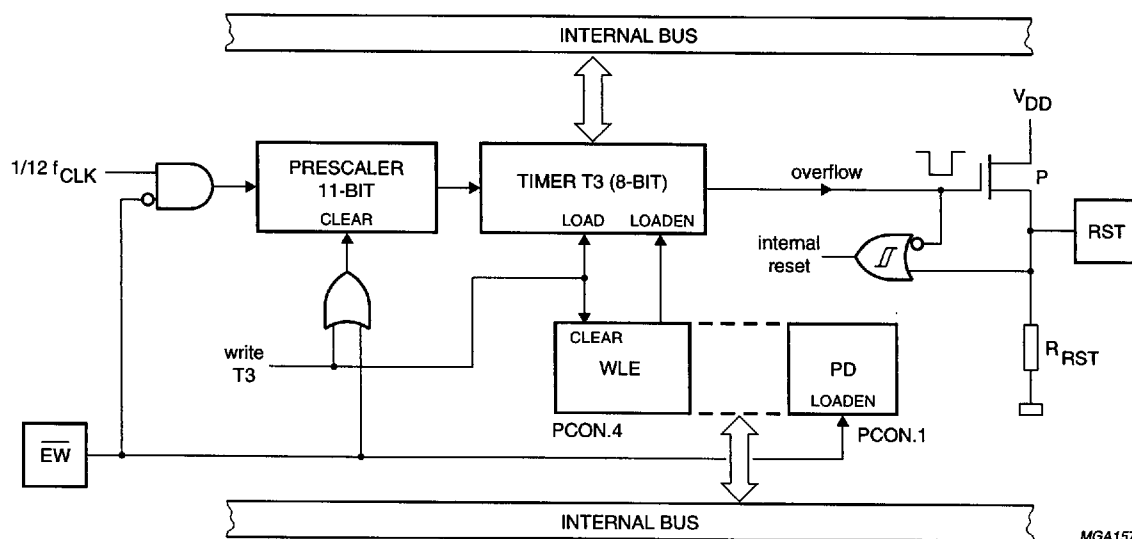 INTERNAL BUS
VDD
1/12 fCLK
PRESCALER
11-BIT
CLEAR
TIMER T3 (8-BIT)
LOAD LOADEN
overflow
P
RST
internal
reset
write
T3
CLEAR
WLE
PD
LOADEN
RRST
PCON.4
PCON.1
EW
INTERNAL BUS
MGA157